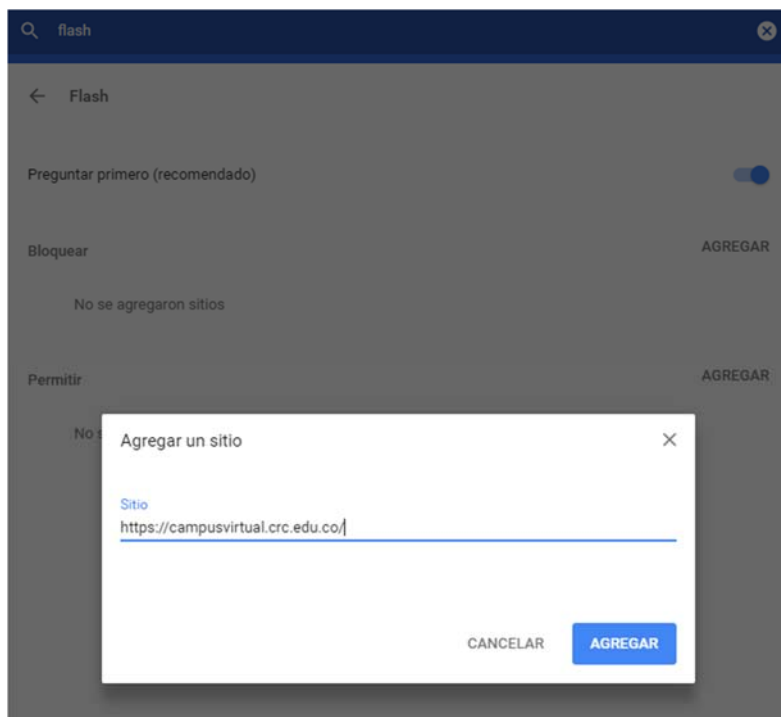 flash
Flash
Preguntar primero (recomendado)
Bloquear AGREGAR
No se agregaron sitios
Permitir AGREGAR
No s
Agregar un sitio
Sitio
https://campusvirtual.crc.edu.co/
CANCELAR AGREGAR